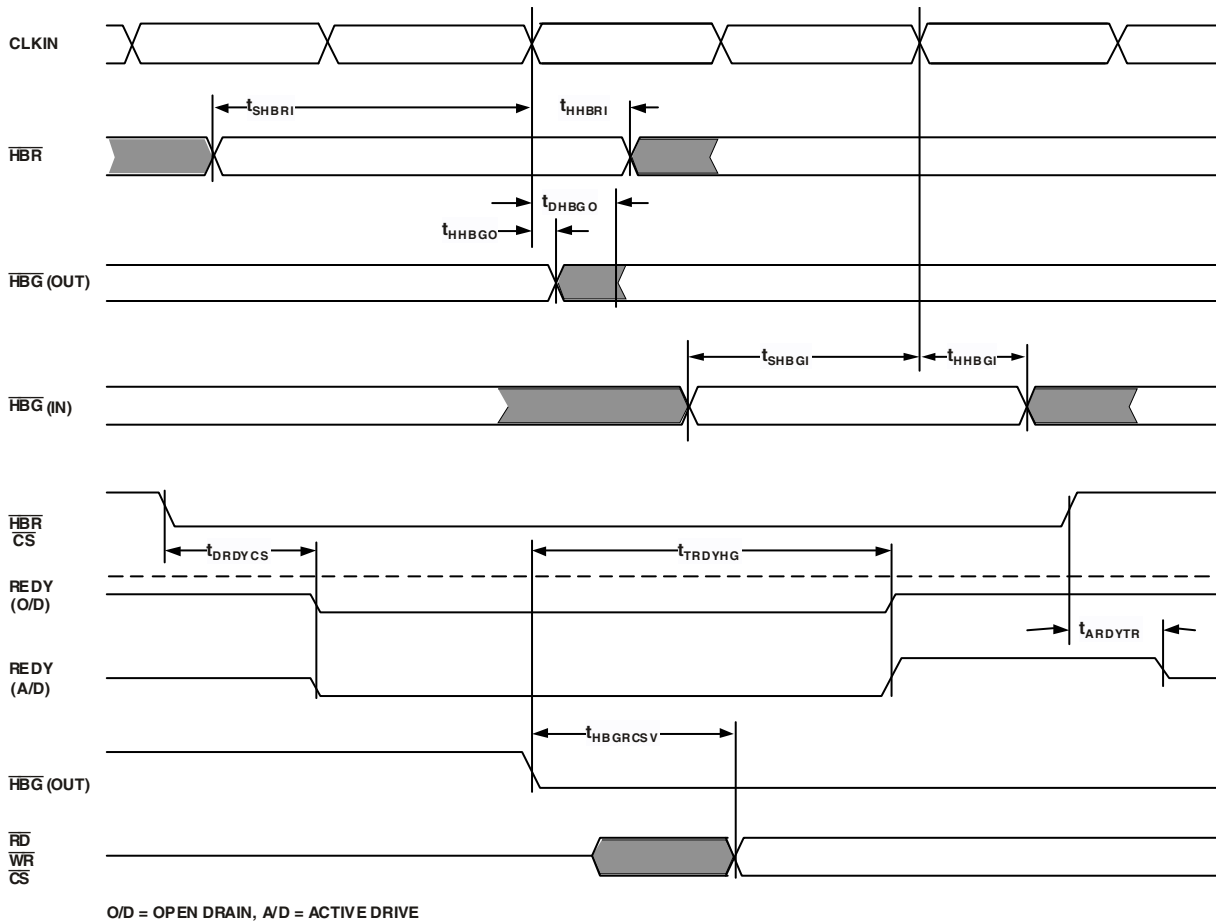 CLKIN
tSHBRI
tHHBRI
HBR
tDHBGO
tHHBGO
HBG (OUT)
tSHBGI
tHHBGI
HBG (IN)
HBR
CS
tDRDYCS
tTRDYHG
REDY
(O/D)
tARDYTR
REDY
(A/D)
tHBGRCSV
HBG (OUT)
RD
WR
CS
O/D = OPEN DRAIN, A/D = ACTIVE DRIVE